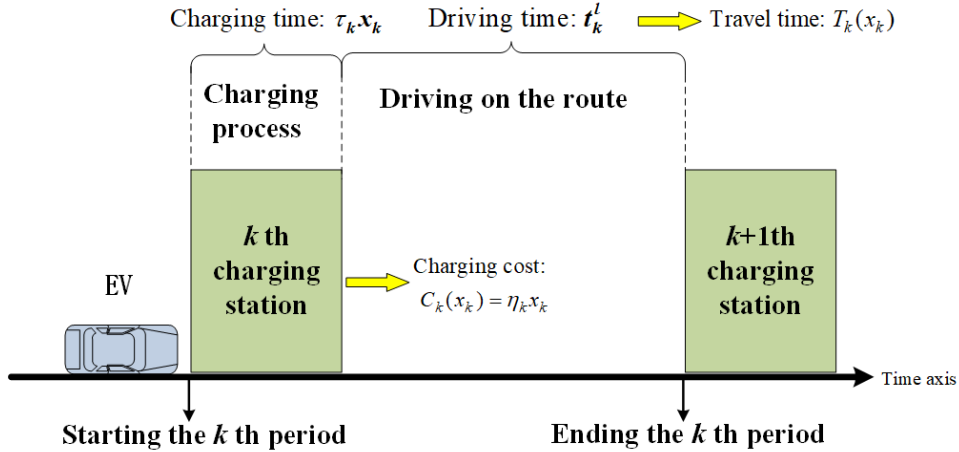 Charging time: τₖxₖ
Driving time: tₖˡ
Travel time: Tₖ(xₖ)
Charging
process
Driving on the route
k th
charging
station
k+1th
charging
station
Charging cost:
Cₖ(xₖ) = ηₖxₖ
EV
Time axis
Starting the k th period
Ending the k th period